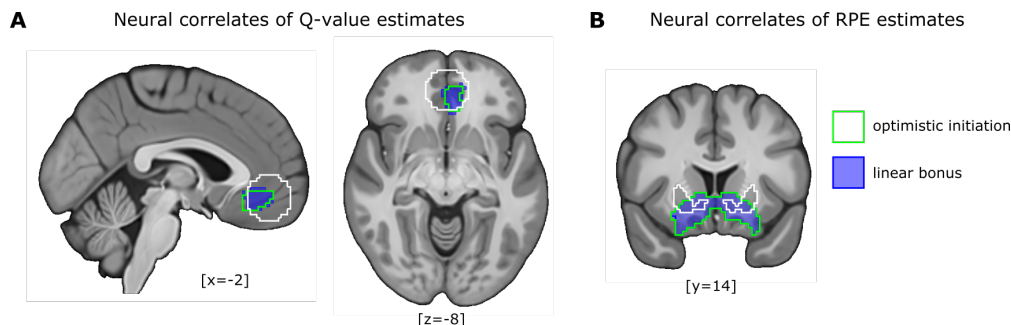 A Neural correlates of Q-value estimates
B Neural correlates of RPE estimates
optimistic initiation
linear bonus
[x=-2]
[z=-8]
[y=14]